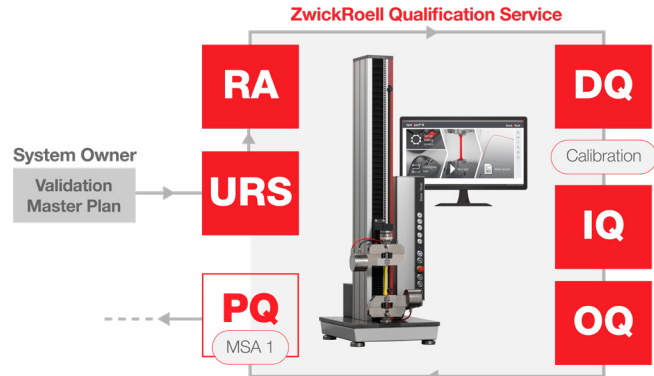 ZwickRoell Qualification Service
RA
DQ
System Owner
Validation
Master Plan
URS
Calibration
IQ
PQ
MSA 1
OQ